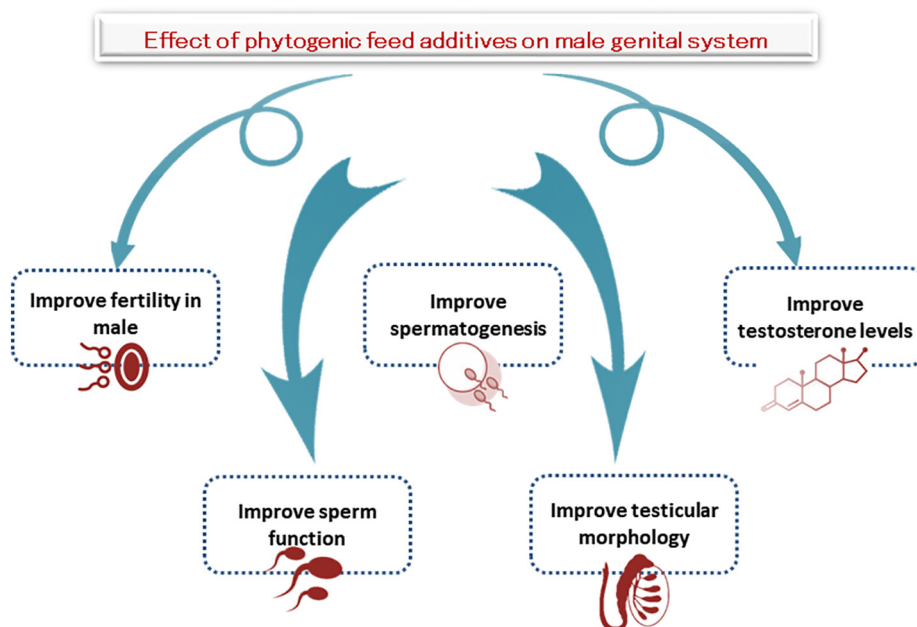 Effect of phytogenic feed additives on male genital system
Improve fertility in
male
Improve
spermatogenesis
Improve
testosterone levels
Improve sperm
function
Improve testicular
morphology